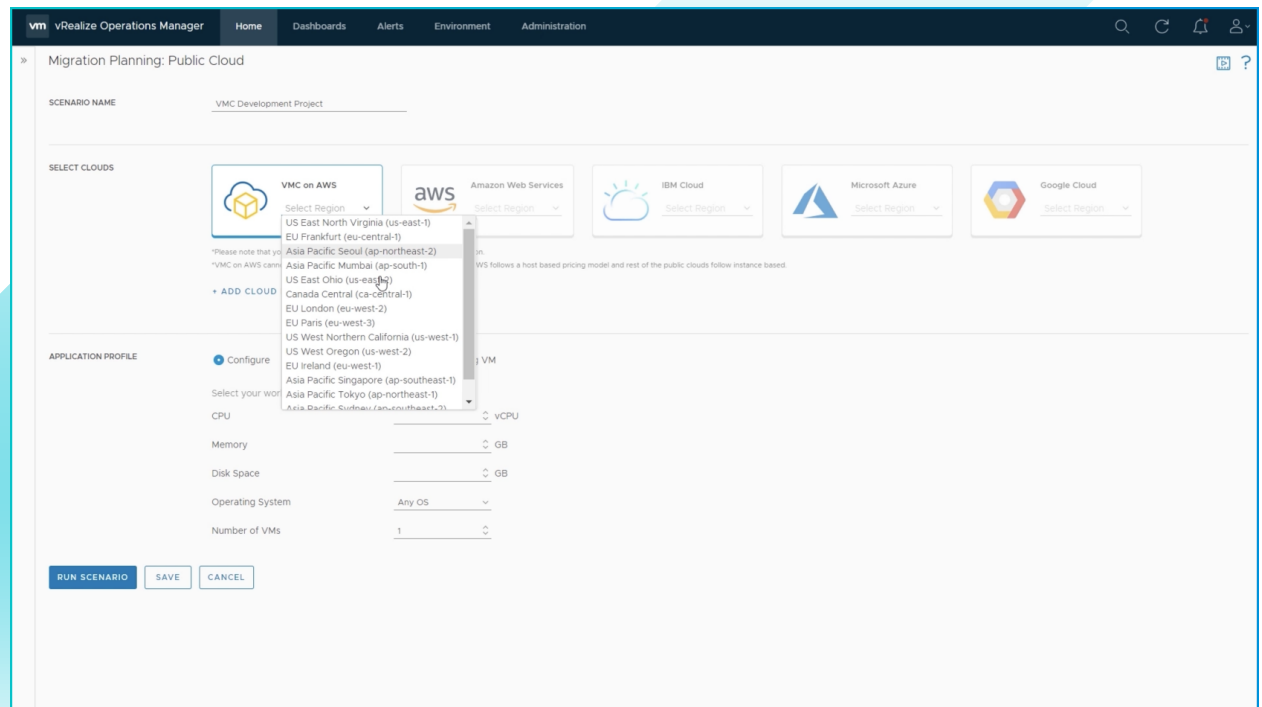 vm vRealize Operations Manager Home Dashboards Alerts Environment Administration
» Migration Planning: Public Cloud ?
SCENARIO NAME VMC Development Project
SELECT CLOUDS
VMC on AWS
Select Region
aws
Amazon Web Services
Select Region
IBM Cloud
Select Region
Microsoft Azure
Select Region
Google Cloud
Select Region
US East North Virginia (us-east-1)
EU Frankfurt (eu-central-1)
Asia Pacific Seoul (ap-northeast-2)
Asia Pacific Mumbai (ap-south-1)
US East Ohio (us-east-2)
Canada Central (ca-central-1)
EU London (eu-west-2)
EU Paris (eu-west-3)
US West Northern California (us-west-1)
US West Oregon (us-west-2)
EU Ireland (eu-west-1)
Asia Pacific Singapore (ap-southeast-1)
Asia Pacific Tokyo (ap-northeast-1)
Asia Pacific Sydney (ap-southeast-2)
*Please note that
*VMC on AWS follows a host based pricing model and rest of the public clouds follow instance based.
+ ADD CLOUD
APPLICATION PROFILE Configure VM
Select your
CPU vCPU
Memory GB
Disk Space GB
Operating System Any OS
Number of VMs 1
RUN SCENARIO SAVE CANCEL